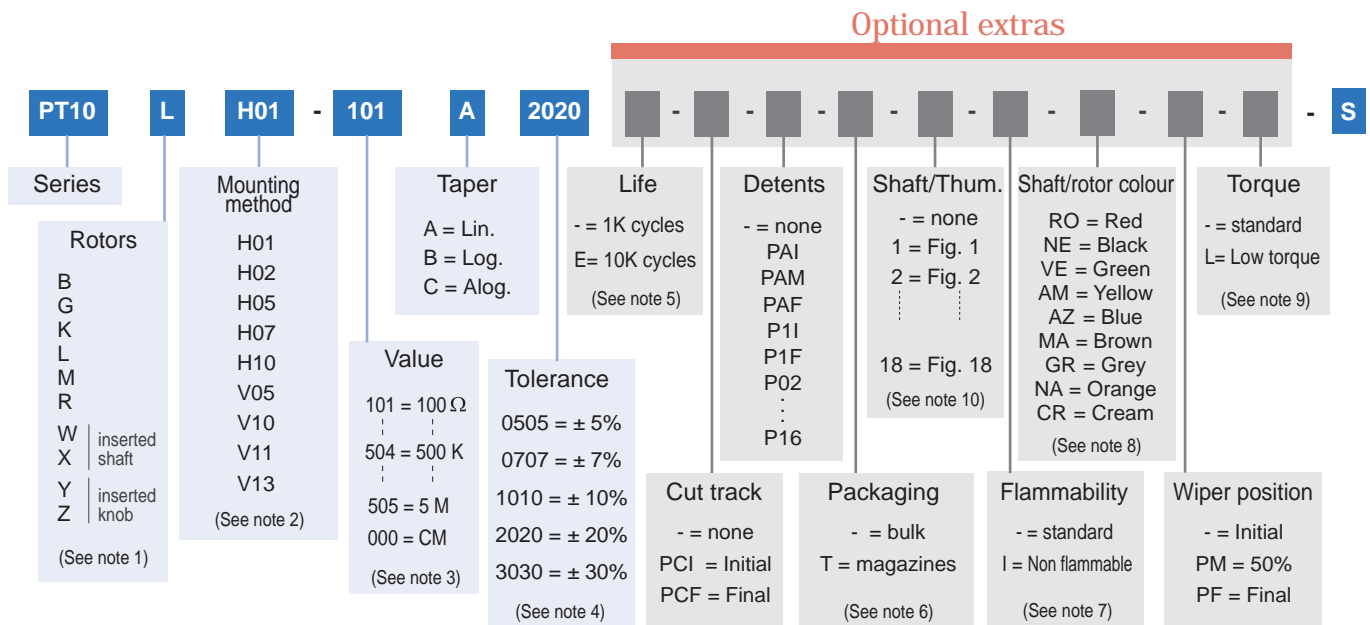 Optional extras
PT10 L H01 - 101 A 2020 - - - - - - - - - S
Series
Rotors
B
G
K
L
M
R
W
X
inserted
shaft
Y
Z
inserted
knob
(See note 1)
Mounting
method
H01
H02
H05
H07
H10
V05
V10
V11
V13
(See note 2)
Value
101 = 100 Ω
504 = 500 K
505 = 5 M
000 = CM
(See note 3)
Taper
A = Lin.
B = Log.
C = Alog.
Tolerance
0505 = ± 5%
0707 = ± 7%
1010 = ± 10%
2020 = ± 20%
3030 = ± 30%
(See note 4)
Life
- = 1K cycles
E= 10K cycles
(See note 5)
Cut track
- = none
PCI = Initial
PCF = Final
Detents
- = none
PAI
PAM
PAF
P1I
P1F
P02
:
:
P16
Packaging
- = bulk
T = magazines
(See note 6)
Shaft/Thum.
- = none
1 = Fig. 1
2 = Fig. 2
18 = Fig. 18
(See note 10)
Flammability
- = standard
I = Non flammable
(See note 7)
Shaft/rotor colour
RO = Red
NE = Black
VE = Green
AM = Yellow
AZ = Blue
MA = Brown
GR = Grey
NA = Orange
CR = Cream
(See note 8)
Wiper position
- = Initial
PM = 50%
PF = Final
Torque
- = standard
L= Low torque
(See note 9)